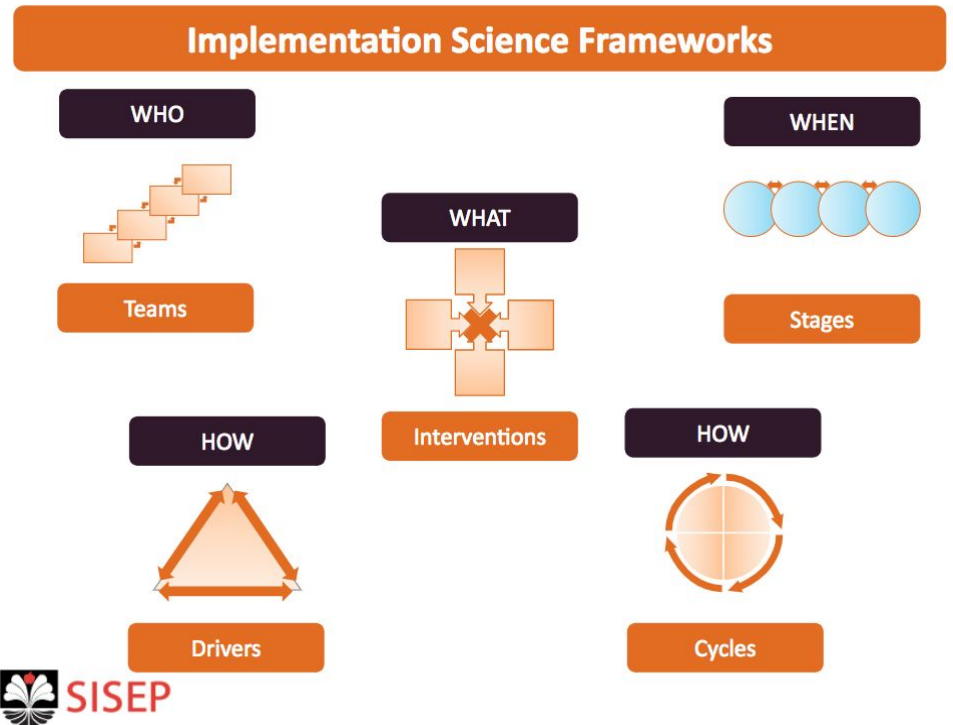 Implementation Science Frameworks
WHO
Teams
WHAT
Interventions
WHEN
Stages
HOW
Drivers
HOW
Cycles
SISEP